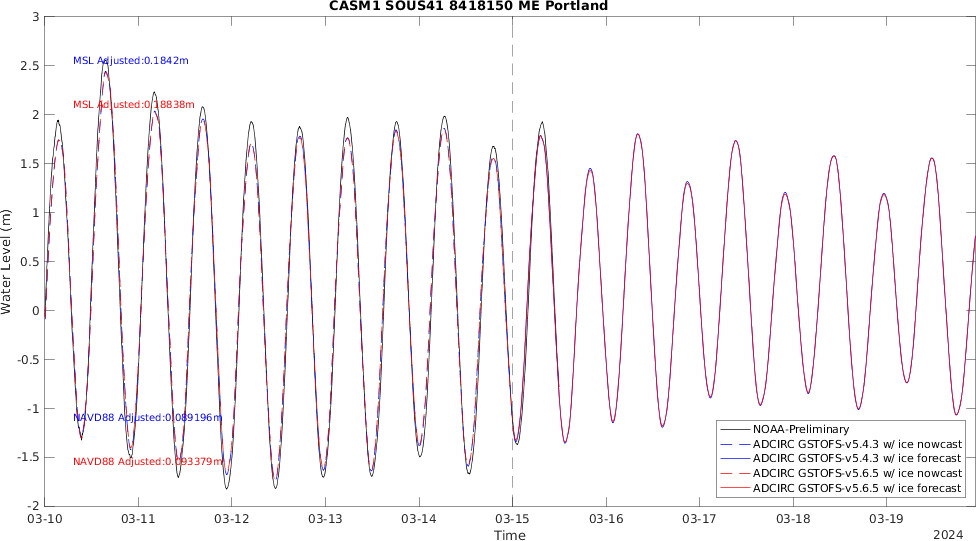 CASM1 SOUS41 8418150 ME Portland
3
2.5
2
1.5
1
0.5
0
-0.5
-1
-1.5
-2
Water Level (m)
MSL Adjusted:0.1842m
MSL Adjusted:0.18838m
NAVD88 Adjusted:0.089196m
NAVD88 Adjusted:0.093379m
NOAA-Preliminary
ADCIRC GSTOFS-v5.4.3 w/ ice nowcast
ADCIRC GSTOFS-v5.4.3 w/ ice forecast
ADCIRC GSTOFS-v5.6.5 w/ ice nowcast
ADCIRC GSTOFS-v5.6.5 w/ ice forecast
03-10 03-11 03-12 03-13 03-14 03-15 03-16 03-17 03-18 03-19
Time
2024